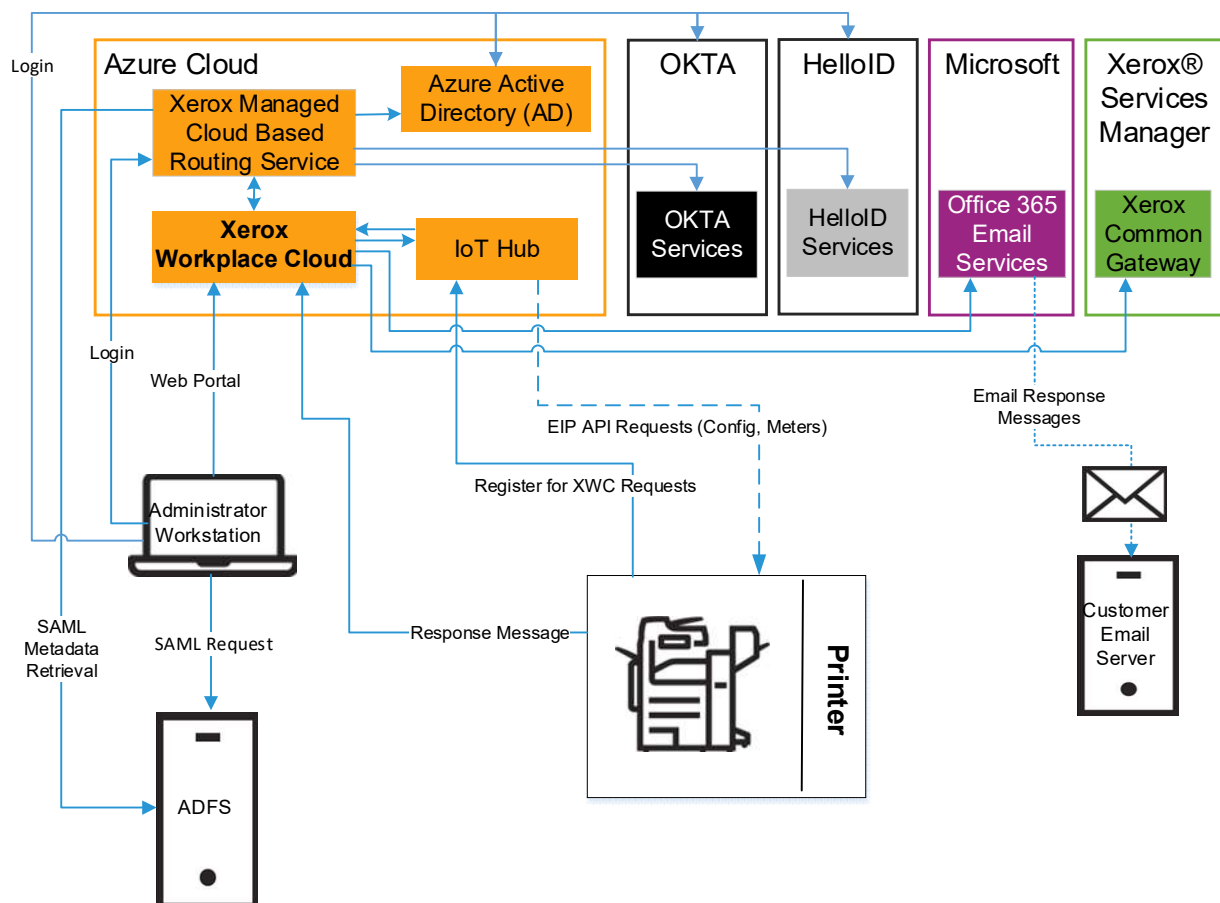 Login
Azure Cloud
OKTA
HelloID
Microsoft
Xerox®
Services
Manager
Azure Active
Directory (AD)
Xerox Managed
Cloud Based
Routing Service
Xerox
Workplace Cloud
IoT Hub
OKTA
Services
HelloID
Services
Office 365
Email
Services
Xerox
Common
Gateway
Login
Web Portal
EIP API Requests (Config, Meters)
Email Response
Messages
Register for XWC Requests
Administrator
Workstation
SAML
Metadata
Retrieval
SAML Request
Response Message
Printer
Customer
Email
Server
ADFS